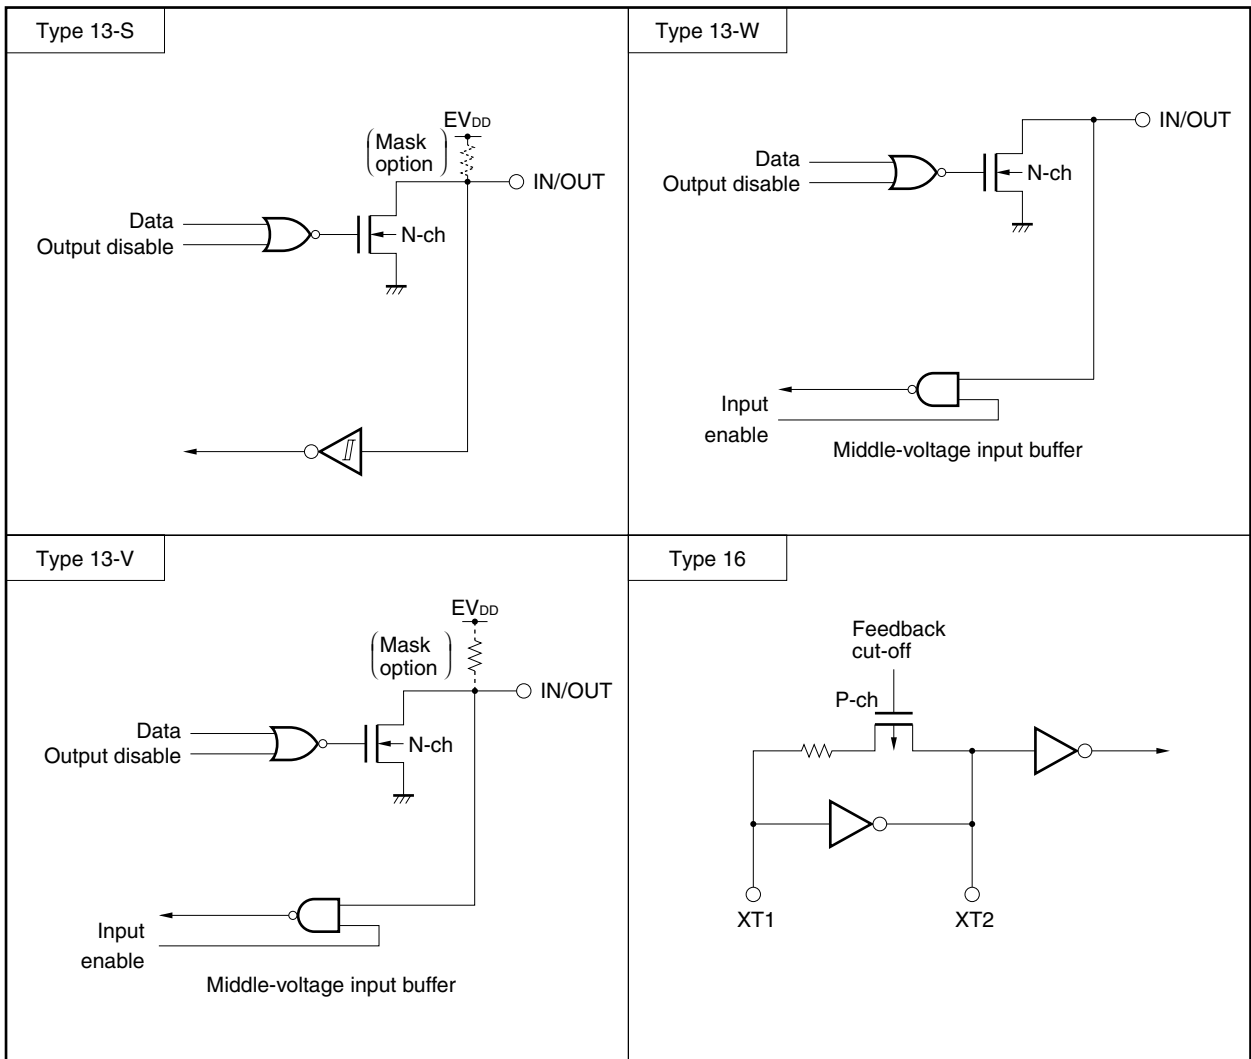 Type 13-S
EVDD
(Mask
option)
IN/OUT
Data
Output disable
N-ch
Type 13-W
IN/OUT
Data
Output disable
N-ch
Input
enable
Middle-voltage input buffer
Type 13-V
EVDD
(Mask
option)
IN/OUT
Data
Output disable
N-ch
Input
enable
Middle-voltage input buffer
Type 16
Feedback
cut-off
P-ch
XT1
XT2